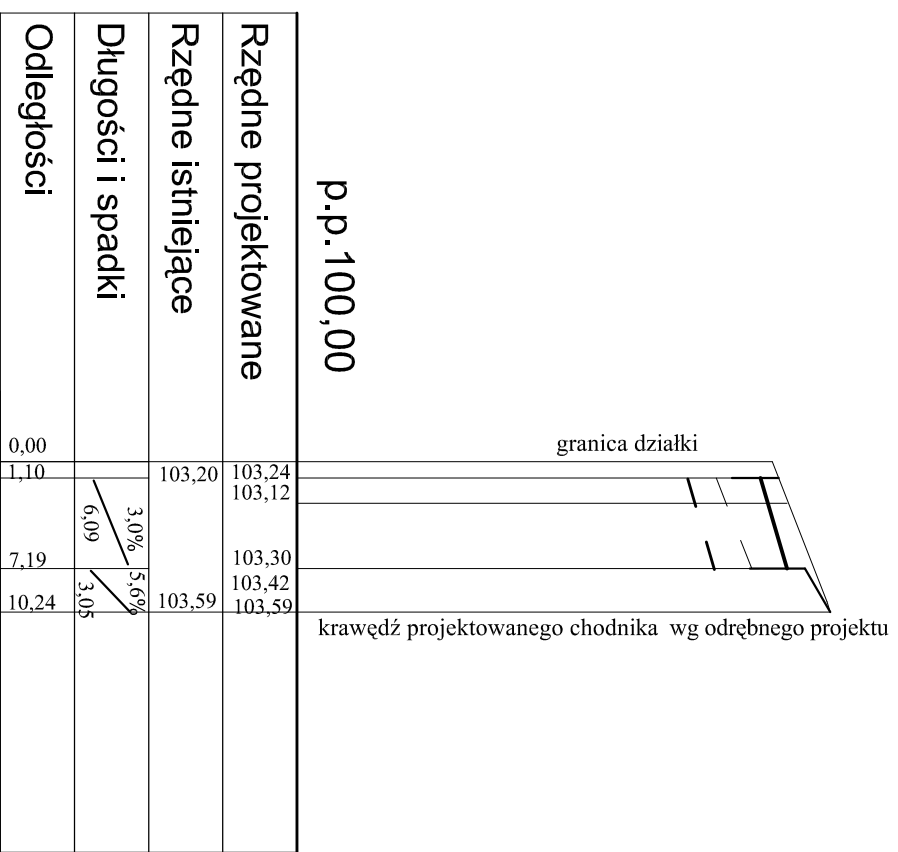 p.p.100,00
Rzędne projektowane
Rzędne istniejące
Długości i spadki
Odległości
granica działki
krawędź projektowanego chodnika wg odrębnego projektu
103,24
103,12
103,30
103,42
103,59
103,20
103,59
3,0%
6,09
5,6%
3,05
0,00
1,10
7,19
10,24